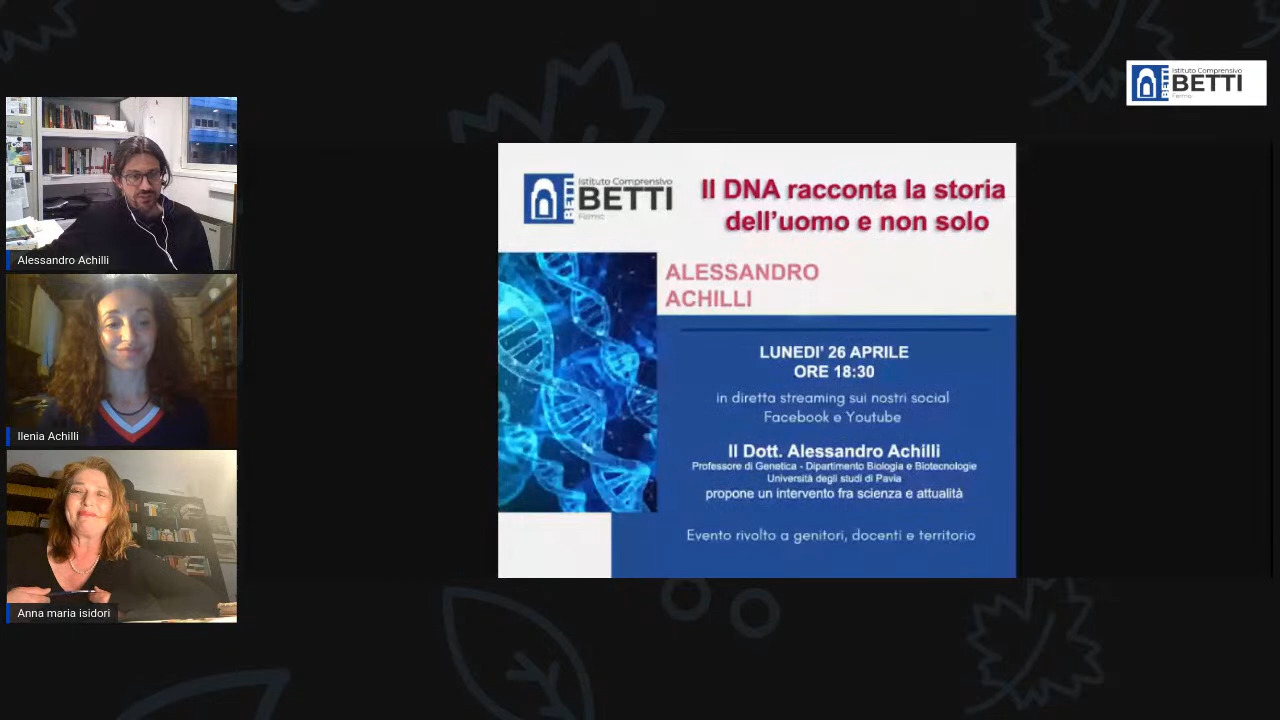 Istituto Comprensivo
BETTI
BETTI
Fermo
Alessandro Achilli
Ilenia Achilli
Anna maria isidori
Istituto Comprensivo
BETTI
BETTI
Fermo
Il DNA racconta la storia
dell'uomo e non solo
ALESSANDRO
ACHILLI
LUNEDI' 26 APRILE
ORE 18:30
in diretta streaming sui nostri social
Facebook e Youtube
Il Dott. Alessandro Achilli
Professore di Genetica - Dipartimento Biologia e Biotecnologie
Università degli studi di Pavia
propone un intervento fra scienza e attualità
Evento rivolto a genitori, docenti e territorio